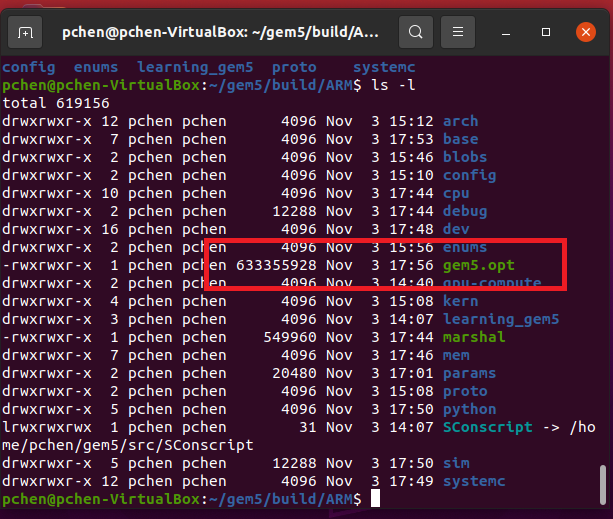 pchen@pchen-VirtualBox: ~/gem5/build/A...
config  enums  learning_gem5  proto  systemc
pchen@pchen-VirtualBox:~/gem5/build/ARM$ ls -l
total 619156
drwxrwxr-x 12 pchen pchen      4096 Nov  3 15:12 arch
drwxrwxr-x  7 pchen pchen      4096 Nov  3 17:53 base
drwxrwxr-x  2 pchen pchen      4096 Nov  3 15:46 blobs
drwxrwxr-x  2 pchen pchen      4096 Nov  3 15:10 config
drwxrwxr-x 10 pchen pchen      4096 Nov  3 17:44 cpu
drwxrwxr-x  2 pchen pchen     12288 Nov  3 17:44 debug
drwxrwxr-x 16 pchen pchen      4096 Nov  3 17:48 dev
drwxrwxr-x  2 pchen pchen      4096 Nov  3 15:56 enums
-rwxrwxr-x  1 pchen pchen 633355928 Nov  3 17:56 gem5.opt
drwxrwxr-x  2 pchen pchen      4096 Nov  3 14:40 gpu-compute
drwxrwxr-x  4 pchen pchen      4096 Nov  3 15:08 kern
drwxrwxr-x  3 pchen pchen      4096 Nov  3 14:07 learning_gem5
-rwxrwxr-x  1 pchen pchen    549960 Nov  3 17:44 marshal
drwxrwxr-x  7 pchen pchen      4096 Nov  3 17:46 mem
drwxrwxr-x  2 pchen pchen     20480 Nov  3 17:01 params
drwxrwxr-x  2 pchen pchen      4096 Nov  3 15:08 proto
drwxrwxr-x  5 pchen pchen      4096 Nov  3 17:50 python
lrwxrwxrwx  1 pchen pchen        31 Nov  3 14:07 SConscript -> /ho
me/pchen/gem5/src/SConscript
drwxrwxr-x  5 pchen pchen     12288 Nov  3 17:50 sim
drwxrwxr-x 12 pchen pchen      4096 Nov  3 17:49 systemc
pchen@pchen-VirtualBox:~/gem5/build/ARM$